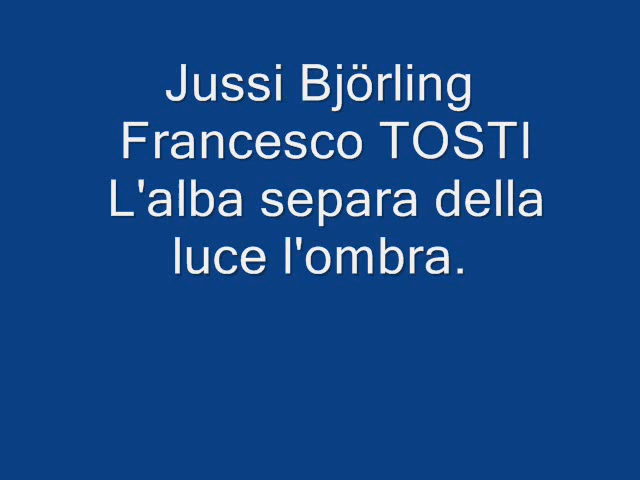 Jussi Björling
Francesco TOSTI
L'alba separa della
luce l'ombra.